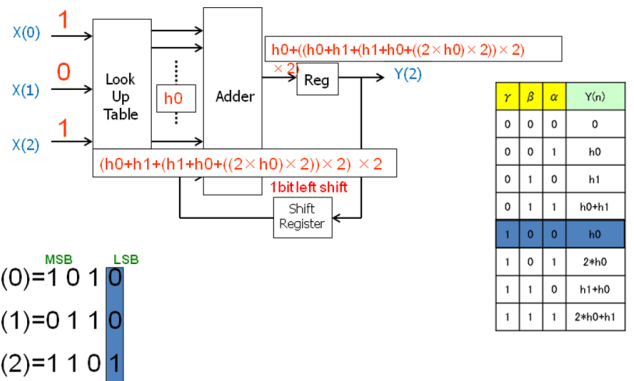 X(0)
1
X(1)
0
X(2)
1
Look
Up
Table
h0
Adder
h0+((h0+h1+(h1+h0+((2×h0)×2))×2)
×2)
Reg
Y(2)
(h0+h1+(h1+h0+((2×h0)×2))×2) ×2
1bit left shift
Shift
Register
MSB LSB
(0)=1 0 1 0
(1)=0 1 1 0
(2)=1 1 0 1
γ β α Y(n)
0 0 0 0
0 0 1 h0
0 1 0 h1
0 1 1 h0+h1
1 0 0 h0
1 0 1 2*h0
1 1 0 h1+h0
1 1 1 2*h0+h1